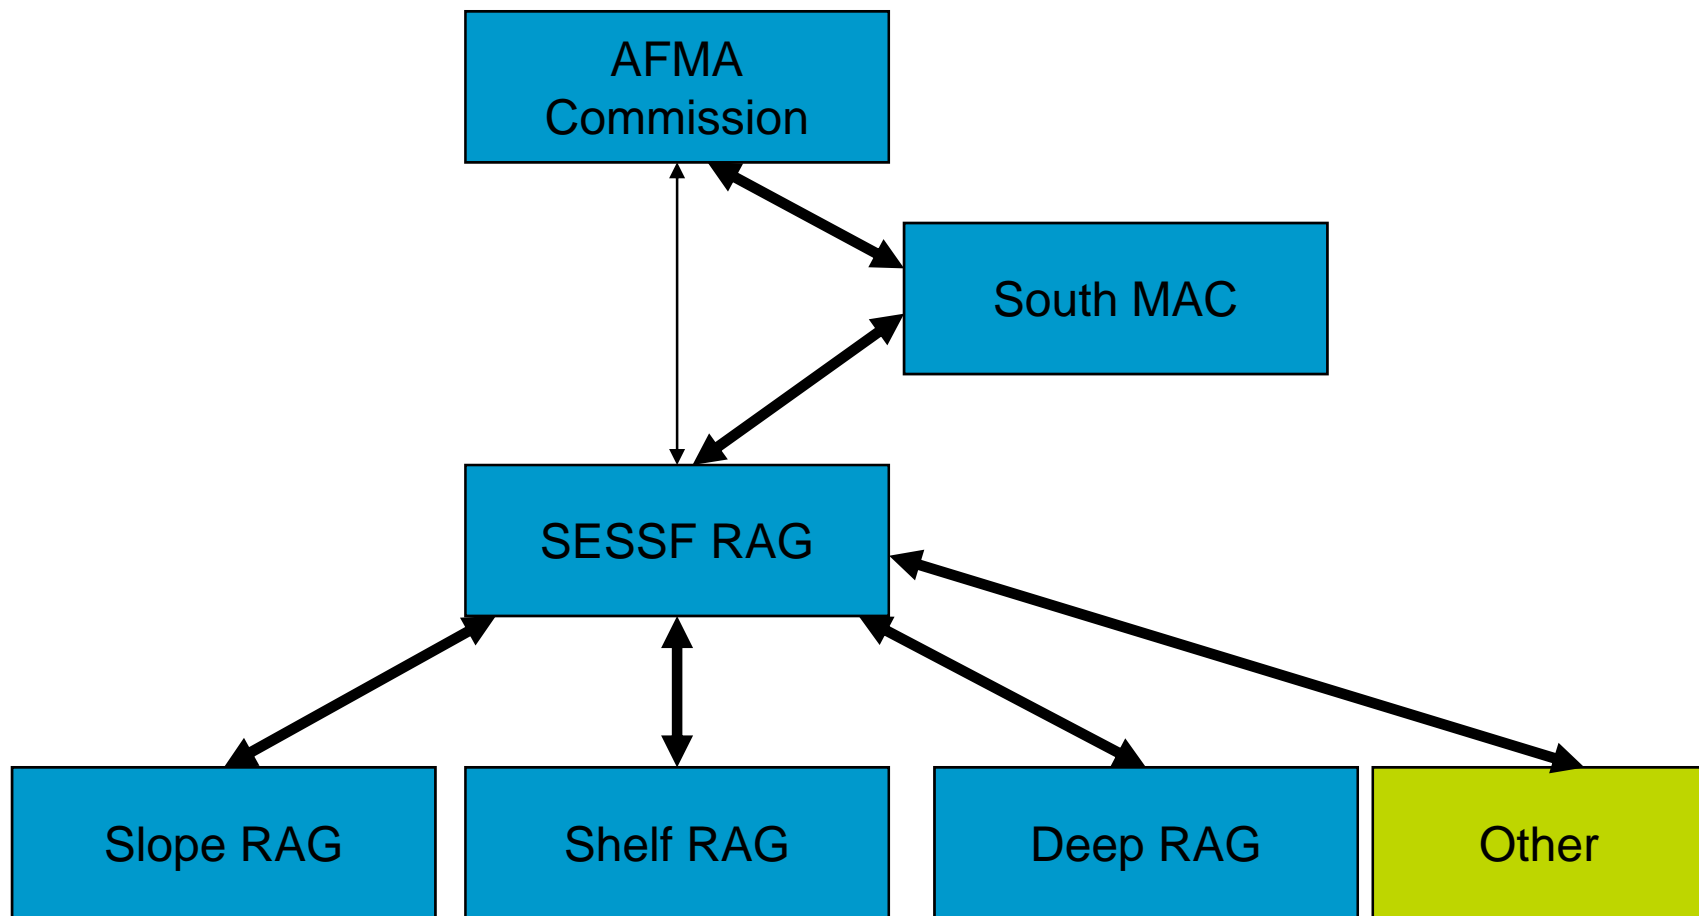 AFMA
Commission
South MAC
SESSF RAG
Slope RAG
Shelf RAG
Deep RAG
Other